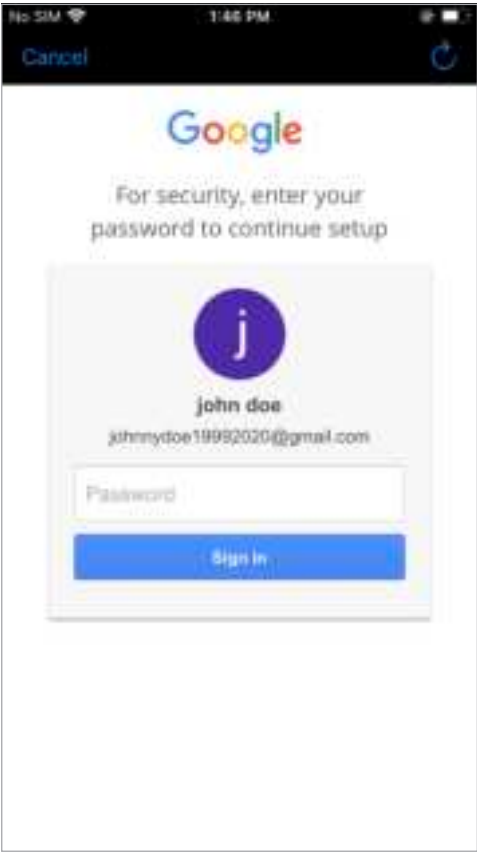 No SIM 1:46 PM
Cancel
Google
For security, enter your
password to continue setup
j
john doe
johnnydoe19992020@gmail.com
Password
Sign in